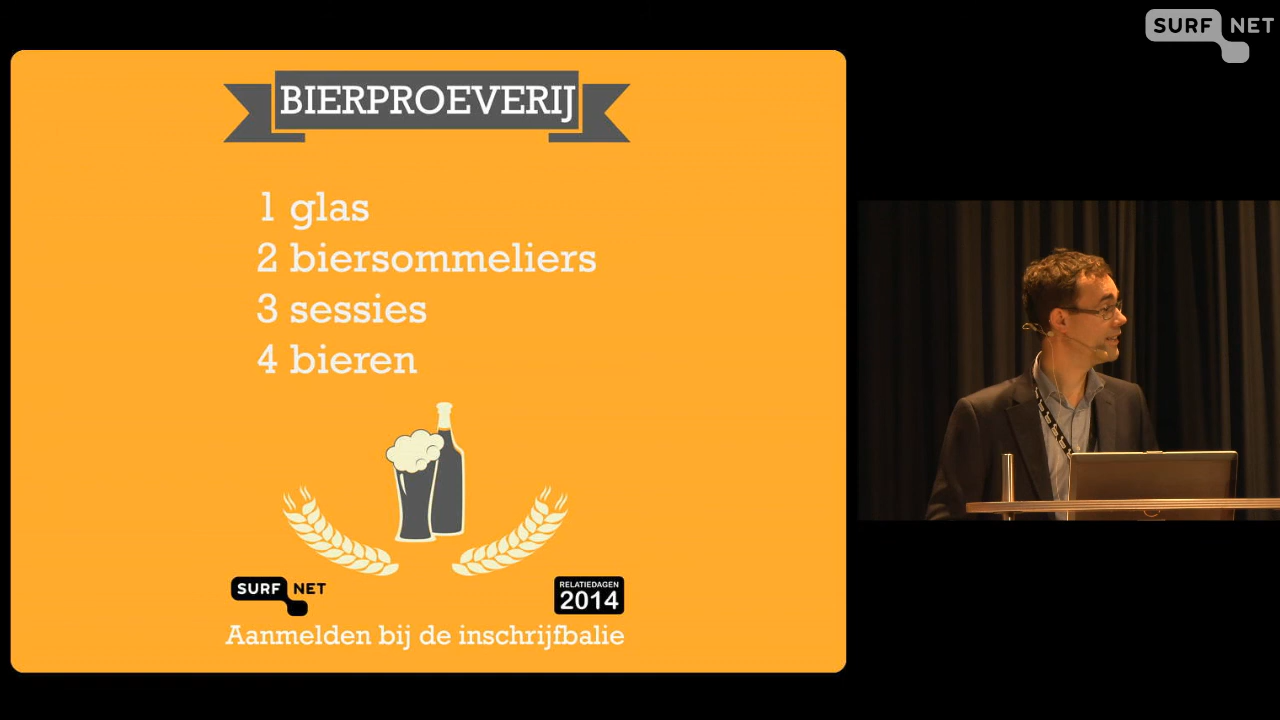 SURF NET
BIERPROEVERIJ
1 glas
2 biersommeliers
3 sessies
4 bieren
SURF NET
RELATIEDAGEN
2014
Aanmelden bij de inschrijfbalie